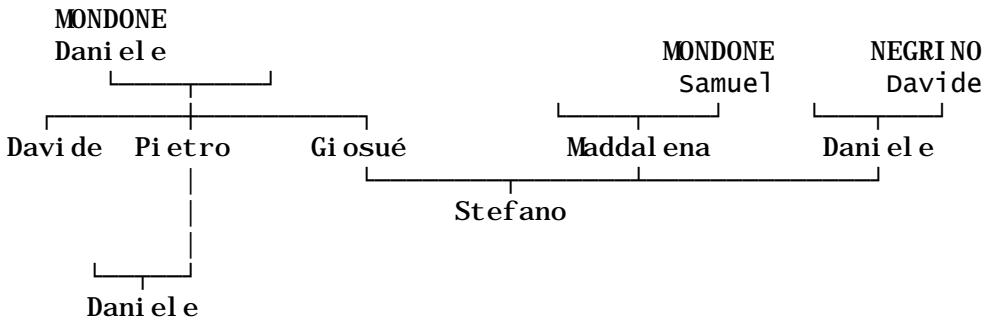 MONDONE
Daniele MONDONE NEGRINO
Samuel Davide
Davide Pietro Giosué Maddalena Daniele
Stefano
Daniele